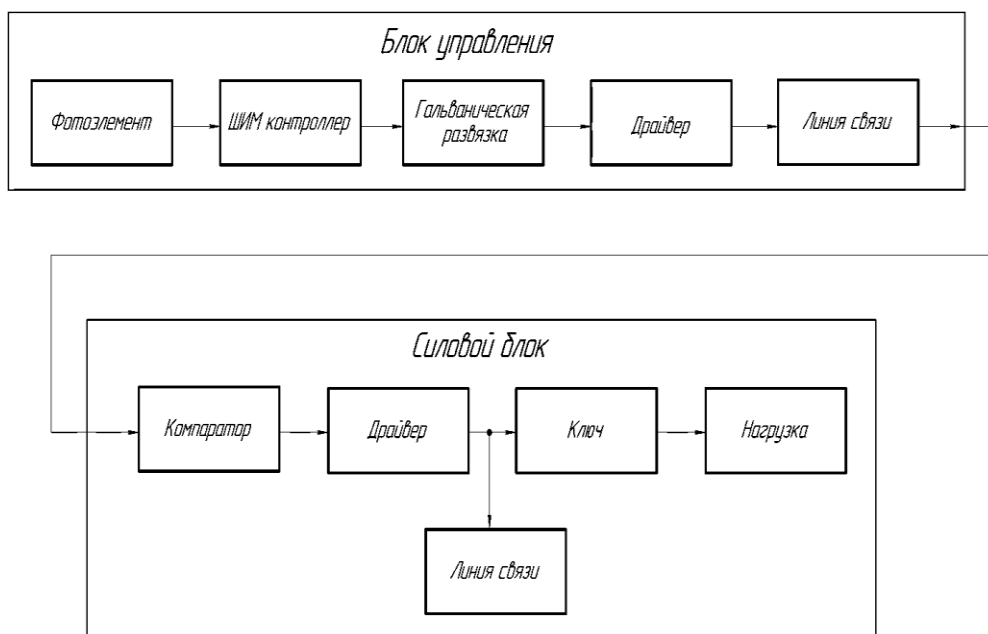 Блок управления
Фотоэлемент
ШИМ контроллер
Гальваническая
развязка
Драйвер
Линия связи
Силовой блок
Компаратор
Драйвер
Ключ
Нагрузка
Линия связи